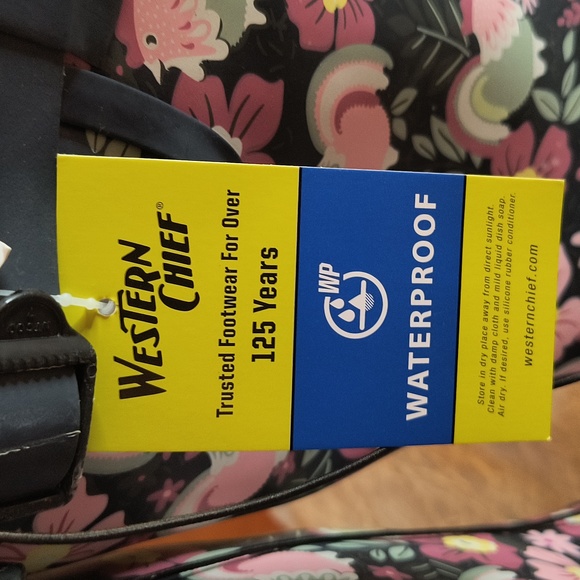 WESTERN
CHIEF®
Trusted Footwear For Over
125 Years
WP
WATERPROOF
Store in dry place away from direct sunlight.
Clean with damp cloth and mild liquid dish soap.
Air dry. If desired, use silicone rubber conditioner.
westernchief.com